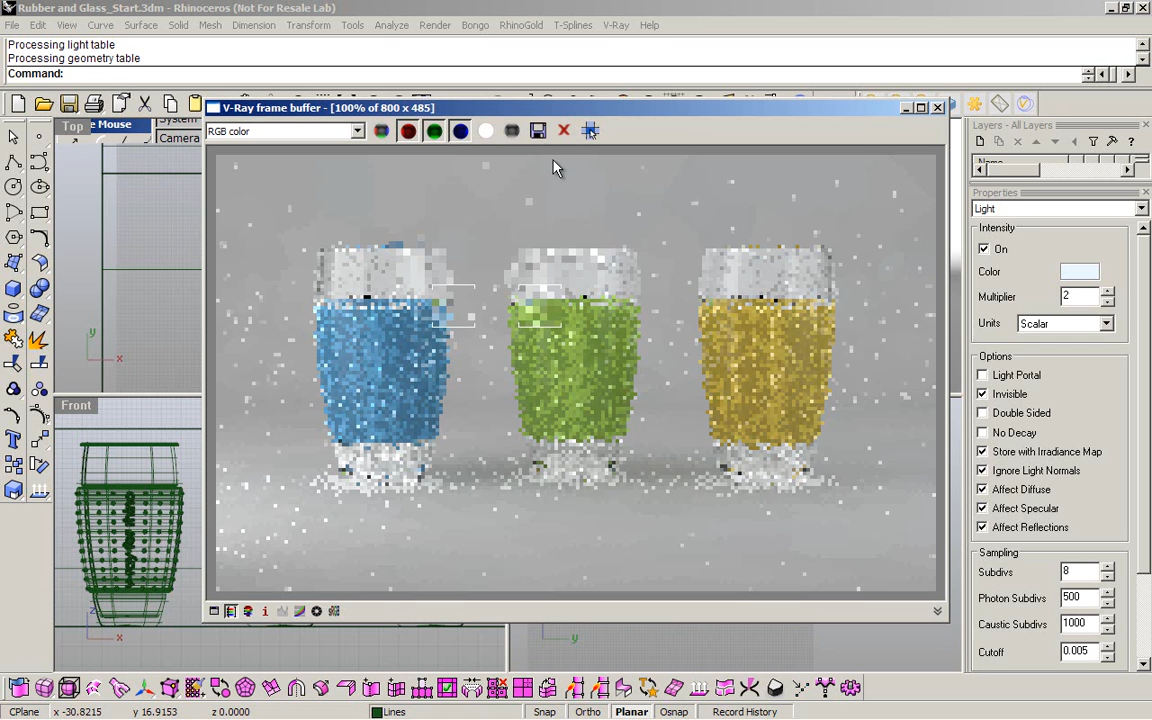 Rubber and Glass_Start.3dm - Rhinoceros (Not For Resale Lab)
File Edit View Curve Surface Solid Mesh Dimension Transform Tools Analyze Render Bongo RhinoGold T-Splines V-Ray Help
Processing light table
Processing geometry table
Command:
V-Ray frame buffer - [100% of 800 x 485]
RGB color
Top
e Mouse
Camera
Front
y
x
z
x
y
Layers - All Layers
Name
Properties
Light
Intensity
On
Color
Multiplier 2
Units Scalar
Options
Light Portal
Invisible
Double Sided
No Decay
Store with Irradiance Map
Ignore Light Normals
Affect Diffuse
Affect Specular
Affect Reflections
Sampling
Subdivs 8
Photon Subdivs 500
Caustic Subdivs 1000
Cutoff 0.005
CPlane x -30.8215 y 16.9153 z 0.0000 Lines Snap Ortho Planar Osnap Record History